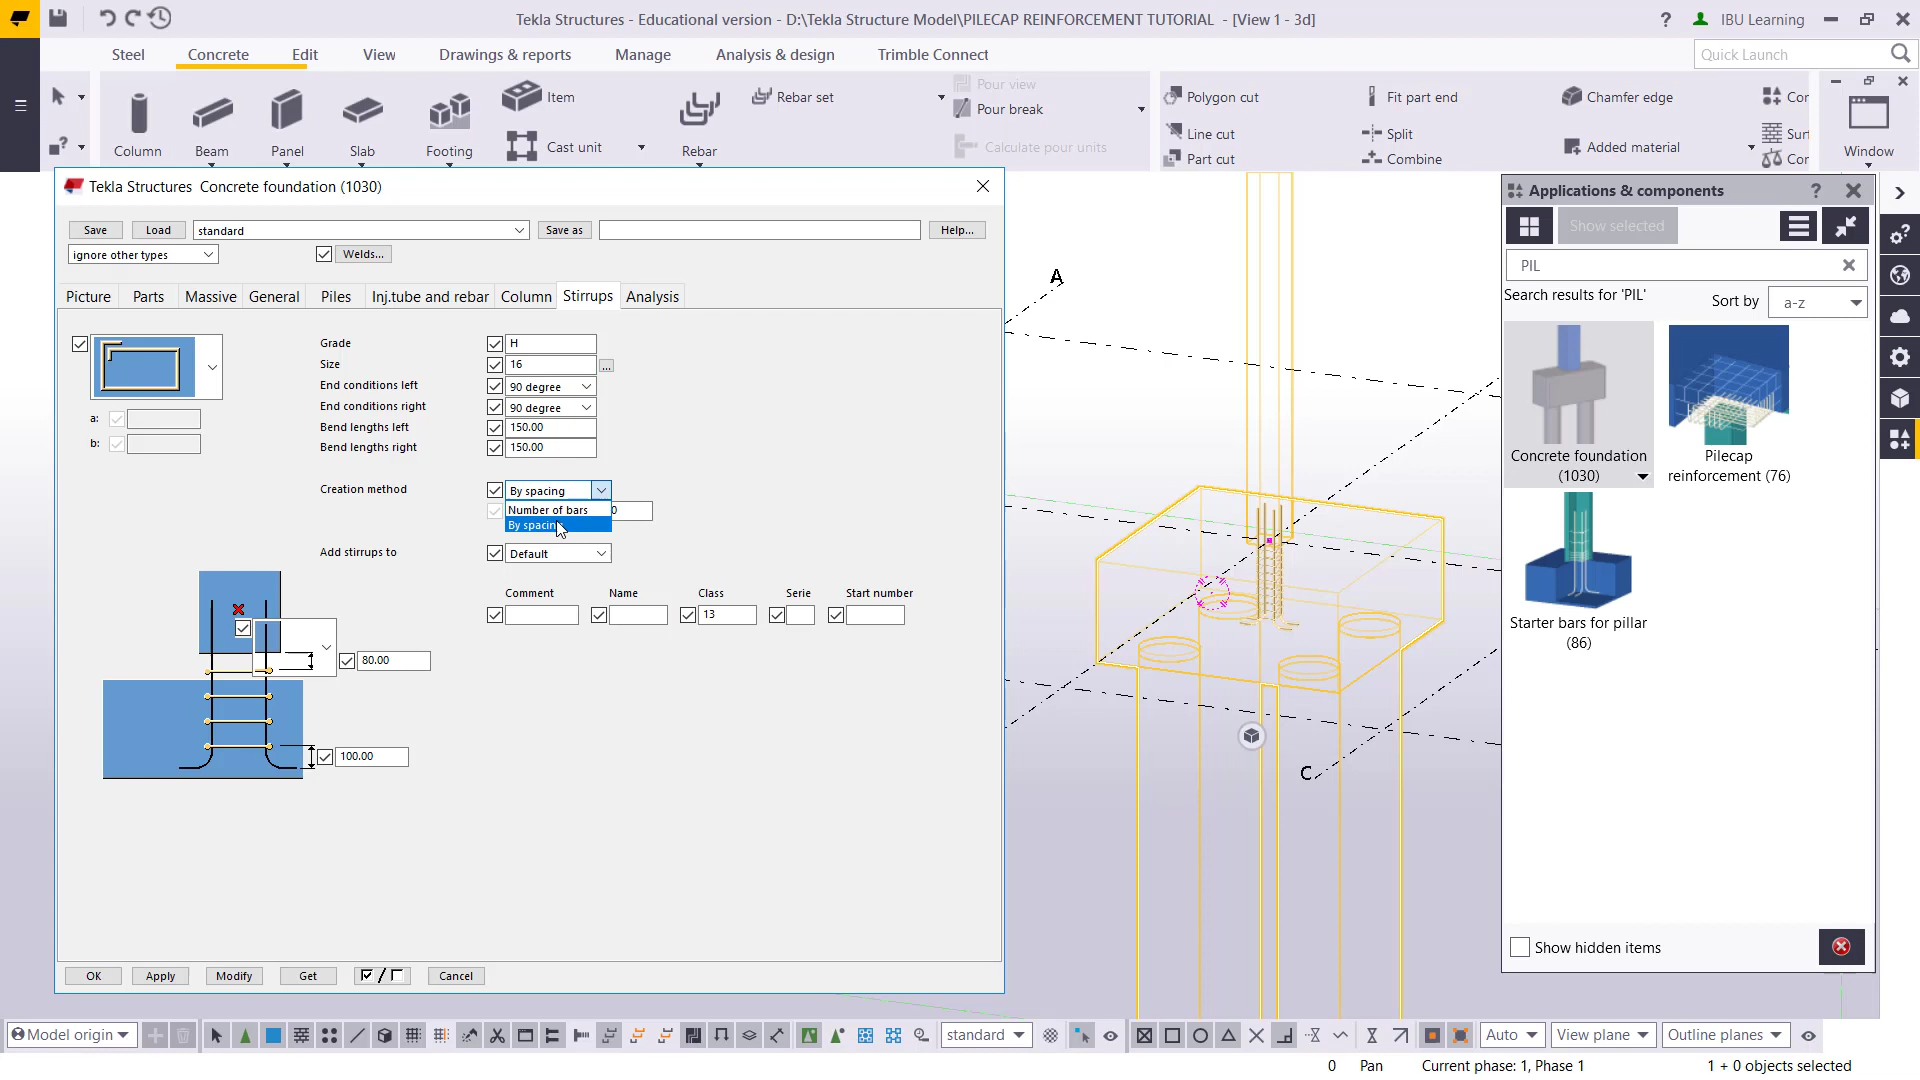 Tekla Structures - Educational version - D:\Tekla Structure Model\PILECAP REINFORCEMENT TUTORIAL - [View 1 - 3d]
? IBU Learning
Steel Concrete Edit View Drawings & reports Manage Analysis & design Trimble Connect
Quick Launch
Item
Rebar set
Pour view
Pour break
Polygon cut
Fit part end
Chamfer edge
Cor
Column Beam Panel Slab Footing
Cast unit
Rebar
Calculate pour units
Line cut
Split
Added material
Surf
Part cut
Combine
Cor
Window
Tekla Structures Concrete foundation (1030)
Save Load standard Save as Help...
ignore other types Welds...
Picture Parts Massive General Piles Inj.tube and rebar Column Stirrups Analysis
Grade H
Size 16 ...
End conditions left 90 degree
End conditions right 90 degree
Bend lengths left 150.00
Bend lengths right 150.00
a:
b:
Creation method By spacing
Number of bars 0
By spacing
Add stirrups to Default
Comment Name Class Serie Start number
13
80.00
100.00
OK Apply Modify Get / Cancel
A
C
Applications & components ?
Show selected
PIL
Search results for 'PIL'
Sort by a-z
Concrete foundation (1030)
Pilecap reinforcement (76)
Starter bars for pillar (86)
Show hidden items
Model origin standard Auto View plane Outline planes
0 Pan Current phase: 1, Phase 1 1 + 0 objects selected